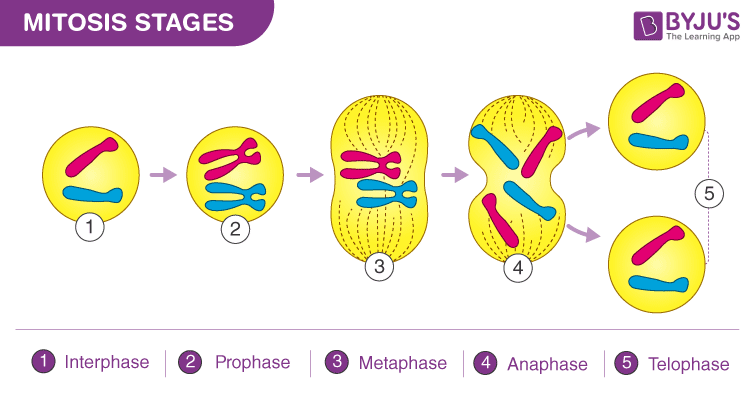 MITOSIS STAGES
BYJU'S
The Learning App
1
2
3
4
5
1 Interphase
2 Prophase
3 Metaphase
4 Anaphase
5 Telophase